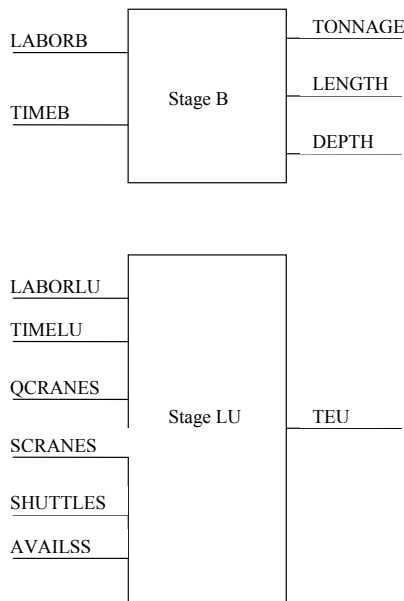 LABORB
TIMEB
Stage B
TONNAGE
LENGTH
DEPTH
LABORLU
TIMELU
QCRANES
SCRANES
SHUTTLES
AVAILSS
Stage LU
TEU